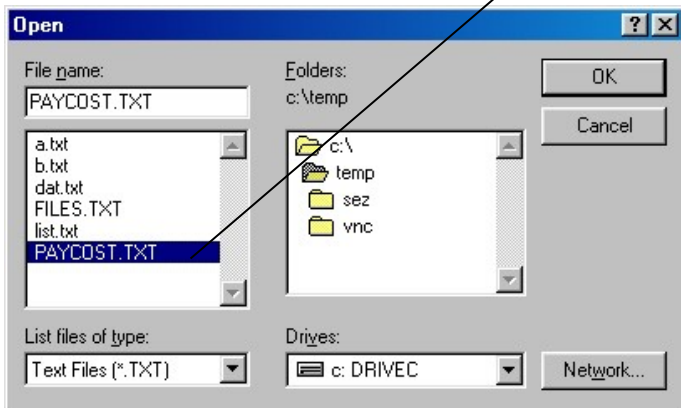 Open
File name:
PAYCOST.TXT
a.txt
b.txt
dat.txt
FILES.TXT
list.txt
PAYCOST.TXT
List files of type:
Text Files (*.TXT)
Folders:
c:\temp
c:\
temp
sez
vnc
Drives:
c: DRIVEC
OK
Cancel
Network...